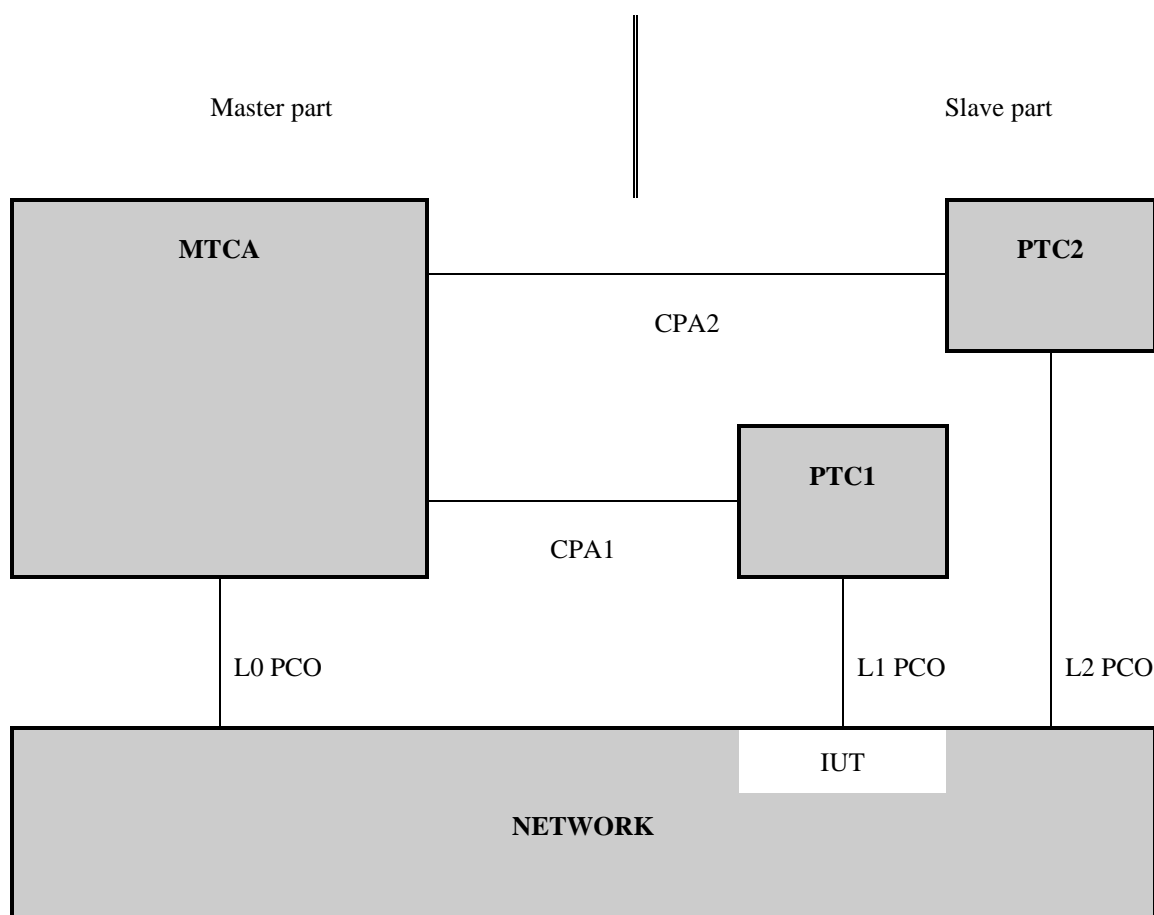 Master part
Slave part
MTCA
PTC2
CPA2
PTC1
CPA1
L0 PCO
L1 PCO
L2 PCO
IUT
NETWORK